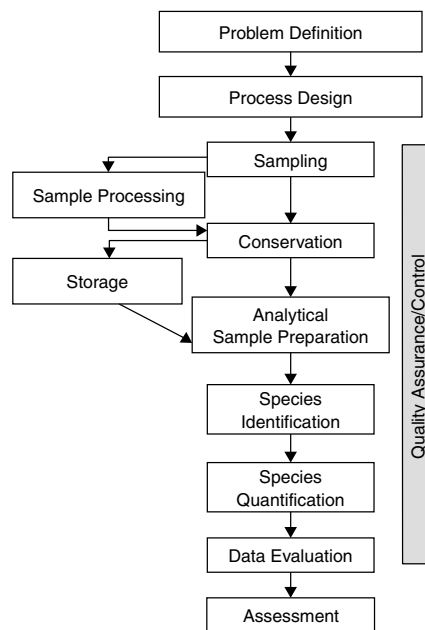 Problem Definition
Process Design
Sampling
Sample Processing
Conservation
Storage
Analytical
Sample Preparation
Species
Identification
Species
Quantification
Data Evaluation
Assessment
Quality Assurance/Control